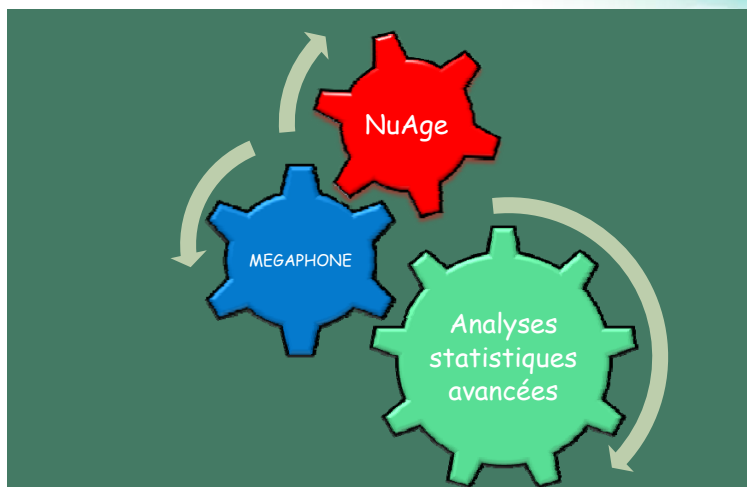 NuAge
MEGAPHONE
Analyses
statistiques
avancées